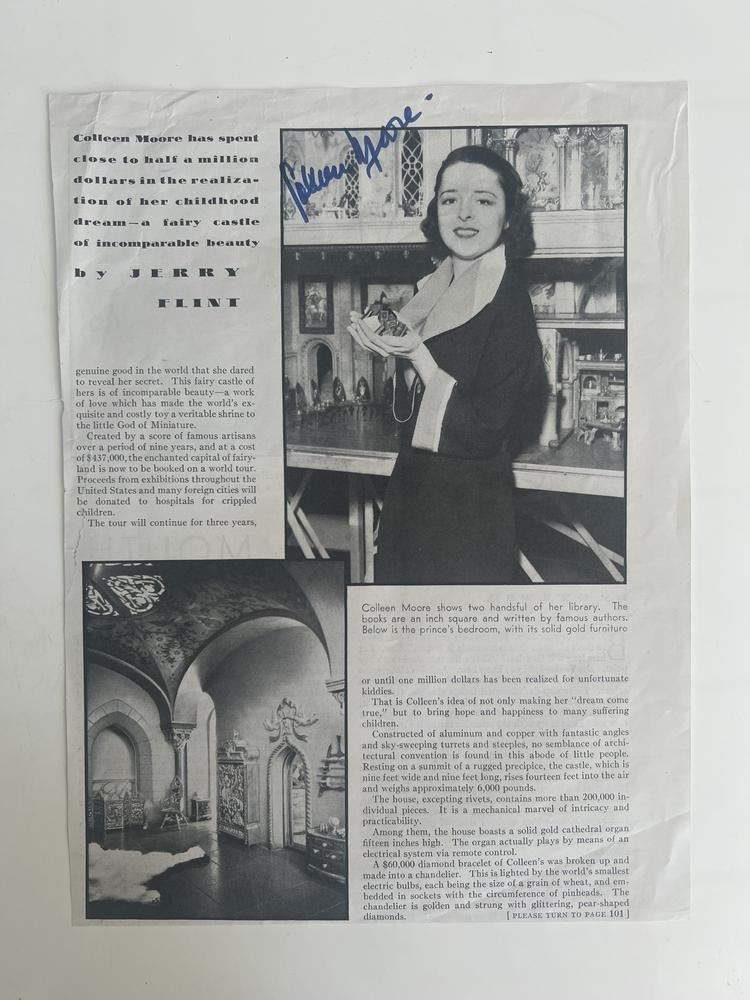 Colleen Moore has spent
close to half a million
dollars in the realiza-
tion of her childhood
dream—a fairy castle
of incomparable beauty
by JERRY
FLINT
Colleen Moore
genuine good in the world that she dared
to reveal her secret. This fairy castle of
hers is of incomparable beauty—a work
of love which has made the world's ex-
quisite and costly toy a veritable shrine to
the little God of Miniature.
Created by a score of famous artisans
over a period of nine years, and at a cost
of $437,000, the enchanted capital of fairy-
land is now to be booked on a world tour.
Proceeds from exhibitions throughout the
United States and many foreign cities will
be donated to hospitals for crippled
children.
The tour will continue for three years,
Colleen Moore shows two handsful of her library. The
books are an inch square and written by famous authors.
Below is the prince's bedroom, with its solid gold furniture
or until one million dollars has been realized for unfortunate
kiddies.
That is Colleen's idea of not only making her "dream come
true," but to bring hope and happiness to many suffering
children.
Constructed of aluminum and copper with fantastic angles
and sky-sweeping turrets and steeples, no semblance of archi-
tectural convention is found in this abode of little people.
Resting on a summit of a rugged precipice, the castle, which is
nine feet wide and nine feet long, rises fourteen feet into the air
and weighs approximately 6,000 pounds.
The house, excepting rivets, contains more than 200,000 in-
dividual pieces. It is a mechanical marvel of intricacy and
practicability.
Among them, the house boasts a solid gold cathedral organ
fifteen inches high. The organ actually plays by means of an
electrical system via remote control.
A $60,000 diamond bracelet of Colleen's was broken up and
made into a chandelier. This is lighted by the world's smallest
electric bulbs, each being the size of a grain of wheat, and em-
bedded in sockets with the circumference of pinheads. The
chandelier is golden and strung with glittering, pear-shaped
diamonds. [PLEASE TURN TO PAGE 101]